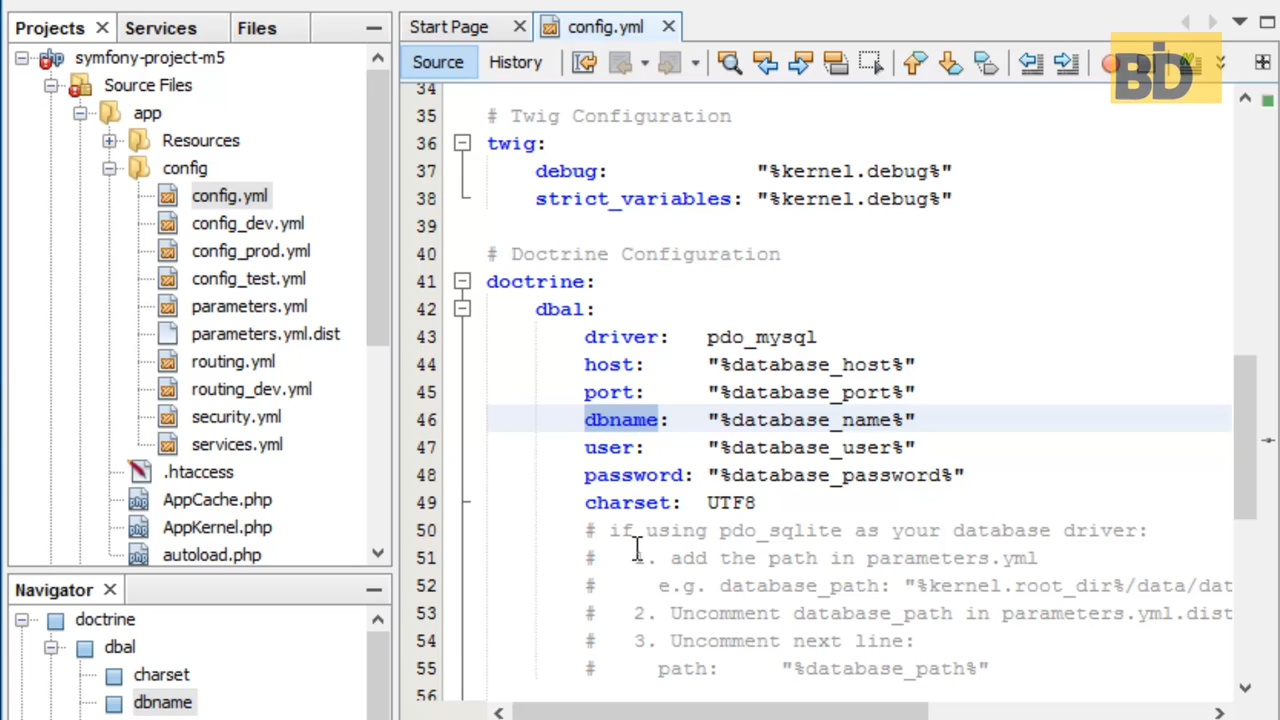 Projects Services Files
symfony-project-m5
Source Files
app
Resources
config
config.yml
config_dev.yml
config_prod.yml
config_test.yml
parameters.yml
parameters.yml.dist
routing.yml
routing_dev.yml
security.yml
services.yml
.htaccess
AppCache.php
AppKernel.php
autoload.php
Navigator
doctrine
dbal
charset
dbname
Start Page config.yml
Source History
BD
34
35 # Twig Configuration
36 twig:
37 debug: "%kernel.debug%"
38 strict_variables: "%kernel.debug%"
39
40 # Doctrine Configuration
41 doctrine:
42 dbal:
43 driver: pdo_mysql
44 host: "%database_host%"
45 port: "%database_port%"
46 dbname: "%database_name%"
47 user: "%database_user%"
48 password: "%database_password%"
49 charset: UTF8
50 # if using pdo_sqlite as your database driver:
51 # 1. add the path in parameters.yml
52 # e.g. database_path: "%kernel.root_dir%/data/dat
53 # 2. Uncomment database_path in parameters.yml.dist
54 # 3. Uncomment next line:
55 # path: "%database_path%"
56